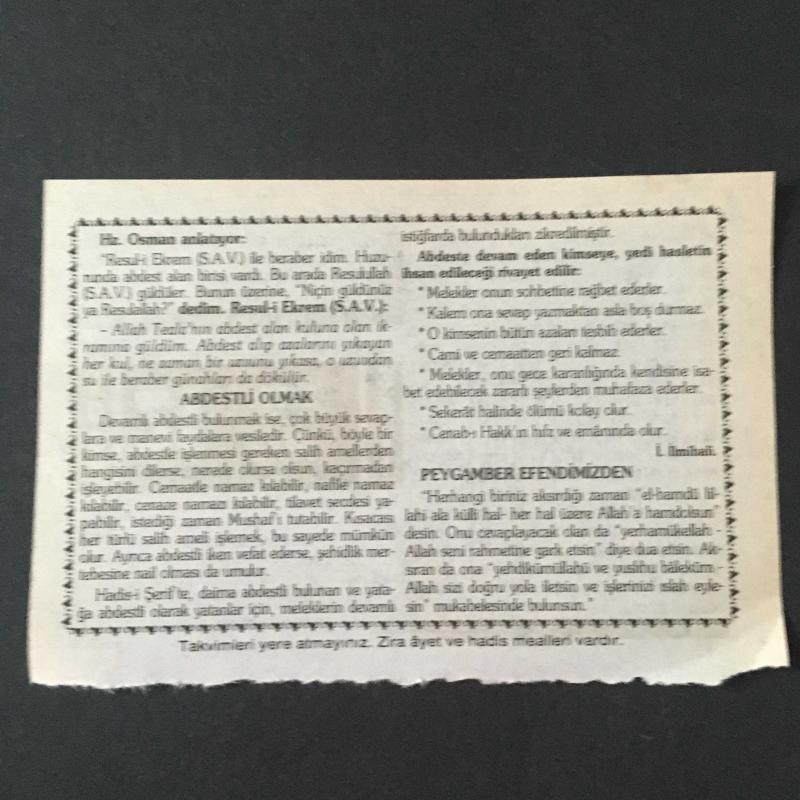 Hz. Osman anlatıyor:
"Resul-i Ekrem (S.A.V.) ile beraber idim. Huzu-
runda abdest alan birisi vardı. Bu arada Resulullah
(S.A.V.) güldüler. Bunun üzerine, "Niçin güldünüz
ya Resulallah?" dedim. Resul-i Ekrem (S.A.V.):
- Allah Teala'nın abdest alan kuluna olan ik-
ramına güldüm. Abdest alıp azalarını yıkayan
her kul, ne zaman bir uzvunu yıkasa, o uzvundan
su ile beraber günahları da dökülür.
ABDESTLİ OLMAK
Devamlı abdestli bulunmak ise, çok büyük sevap-
lara ve manevi faydalara vesiledir. Çünkü, böyle bir
kimse, abdestle işlenmesi gereken salih amellerden
hangisini dilerse, nerede olursa olsun, kaçırmadan
işleyebilir. Cemaatle namaz kılabilir, nafile namaz
kılabilir, cenaze namazı kılabilir, tilavet secdesi ya-
pabilir, istediği zaman Mushaf'ı tutabilir. Kısacası
her türlü salih ameli işlemek, bu sayede mümkün
olur. Ayrıca abdestli iken vefat ederse, şehidlik mer-
tebesine nail olması da umulur.
Hadis-i Şerif'te, daima abdestli bulunan ve yata-
ğa abdestli olarak yatanlar için, meleklerin devamlı
istiğfarda bulundukları zikredilmiştir.
Abdeste devam eden kimseye, yedi hasletin
ihsan edileceği rivayet edilir:
* Melekler onun sohbetine rağbet ederler.
* Kalem ona sevap yazmaktan asla boş durmaz.
* O kimsenin bütün azaları tesbih ederler.
* Cami ve cemaatten geri kalmaz.
* Melekler, onu gece karanlığında kendisine isa-
bet edebilecek zararlı şeylerden muhafaza ederler.
* Sekerât halinde ölümü kolay olur.
* Cenab-ı Hakk'ın hıfz ve emânında olur.
İ. İlmihali.
PEYGAMBER EFENDİMİZDEN
"Herhangi biriniz aksırdığı zaman "el-hamdü lil-
lahi ala külli hal- her hal üzere Allah'a hamdolsun"
desin. Onu cevaplayacak olan da "yerhamükellah -
Allah seni rahmetine gark etsin" diye dua etsin. Ak-
sıran da ona "yehdikümüllahü ve yuslihu bâleküm -
Allah sizi doğru yola iletsin ve işlerinizi ıslah eyle-
sin" mukabelesinde bulunsun."
Takvimleri yere atmayınız. Zira âyet ve hadis mealleri vardır.